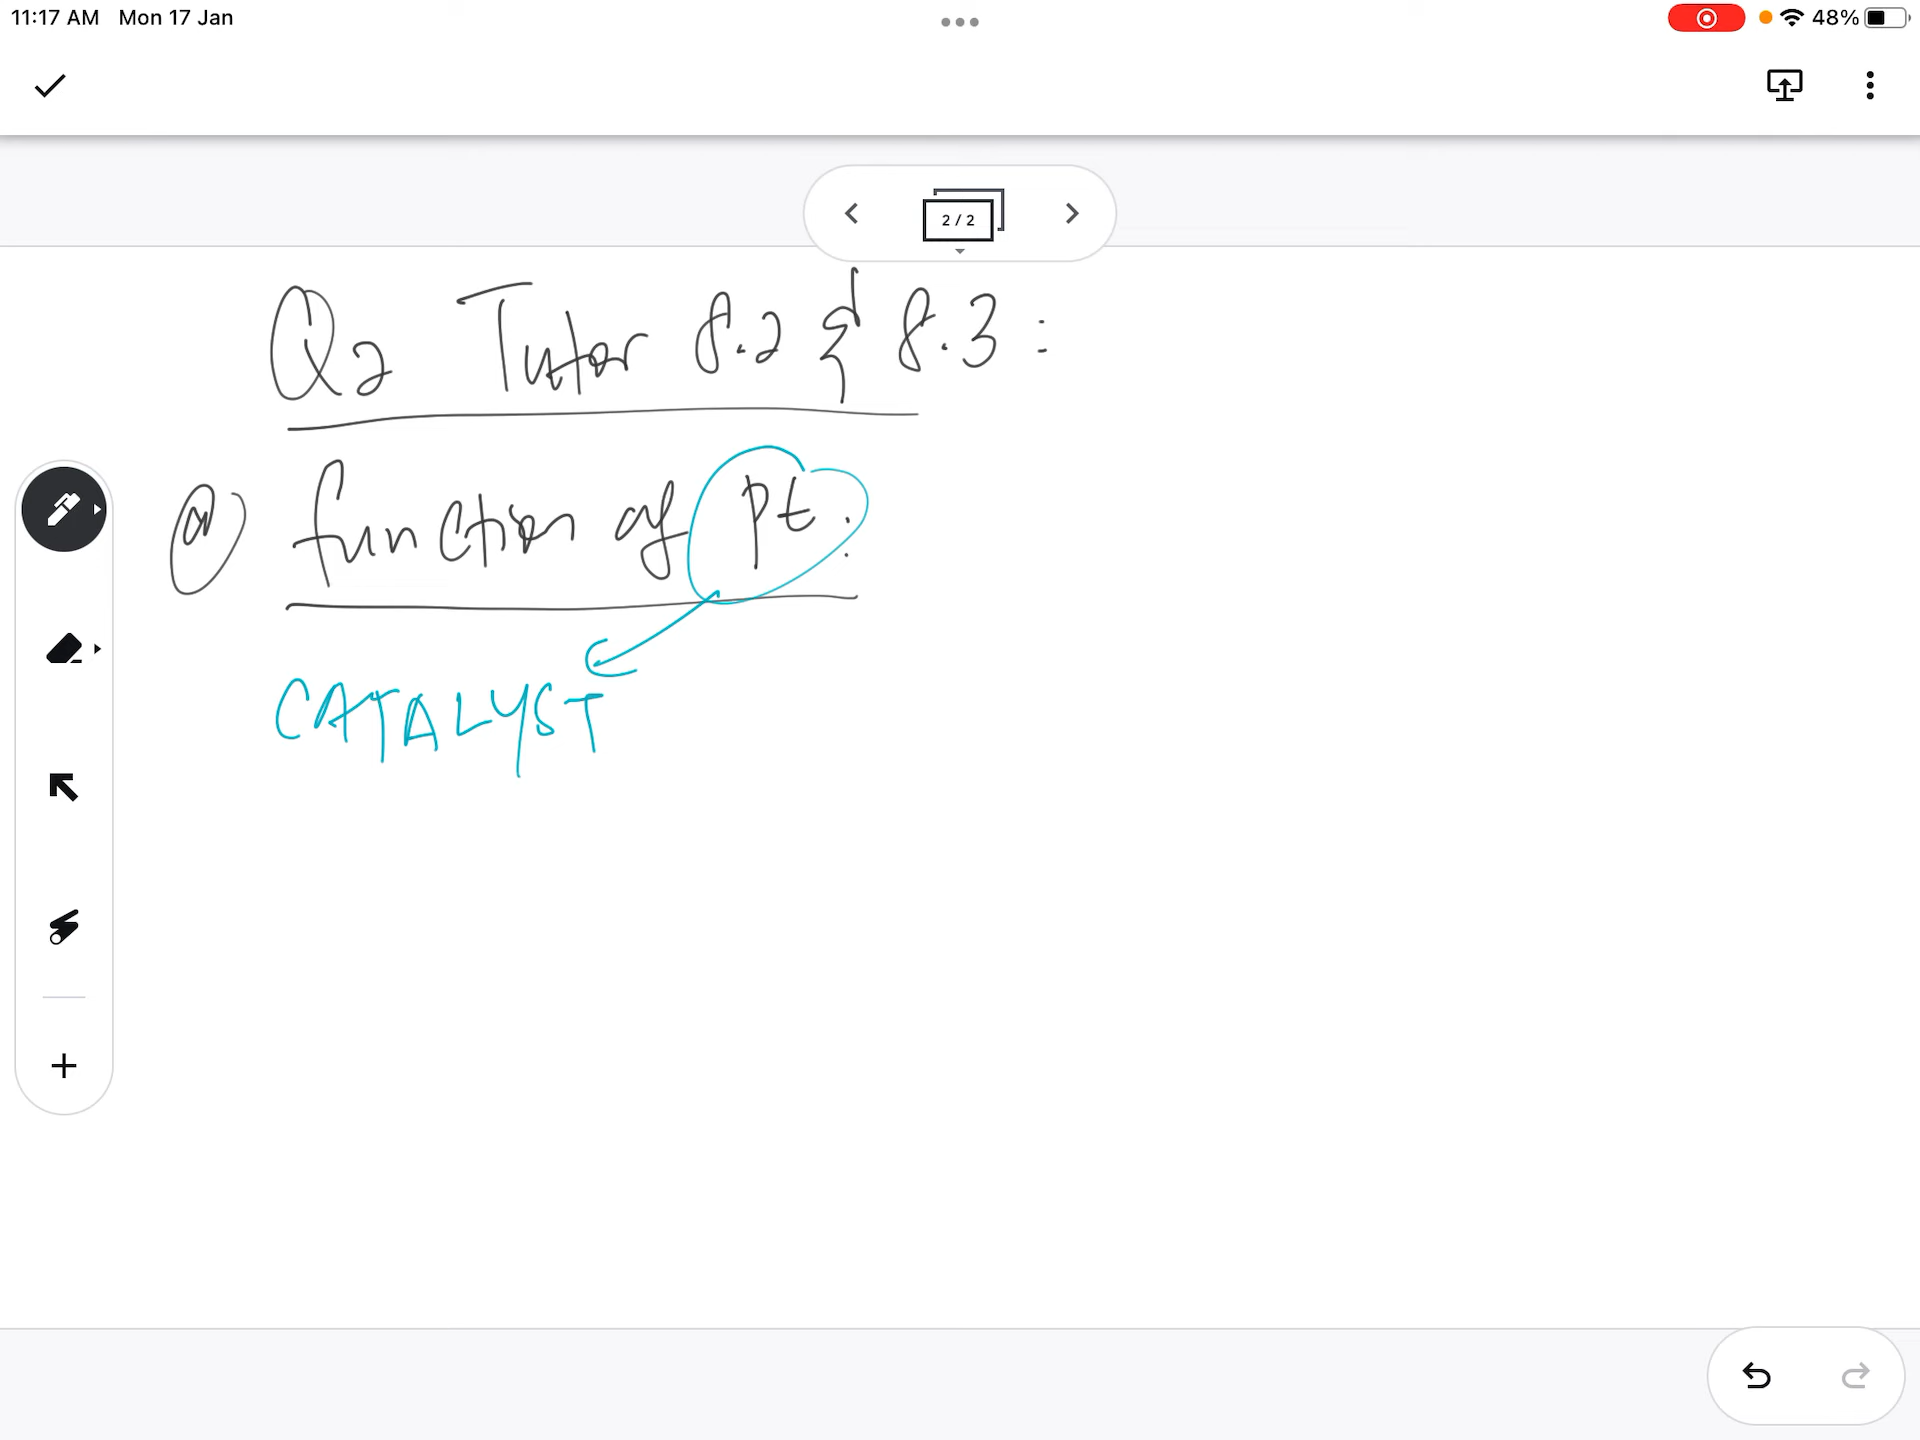 11:17 AM Mon 17 Jan
48%
2 / 2
Q2 Tutor 8.2 & 8.3 :
(a) function of Pt :
CATALYST